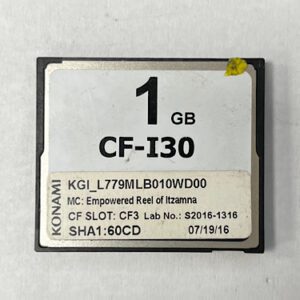 1 GB
CF-I30
KONAMI
KGI_L779MLB010WD00
MC: Empowered Reel of Itzamna
CF SLOT: CF3 Lab No.: S2016-1316
SHA1:60CD 07/19/16